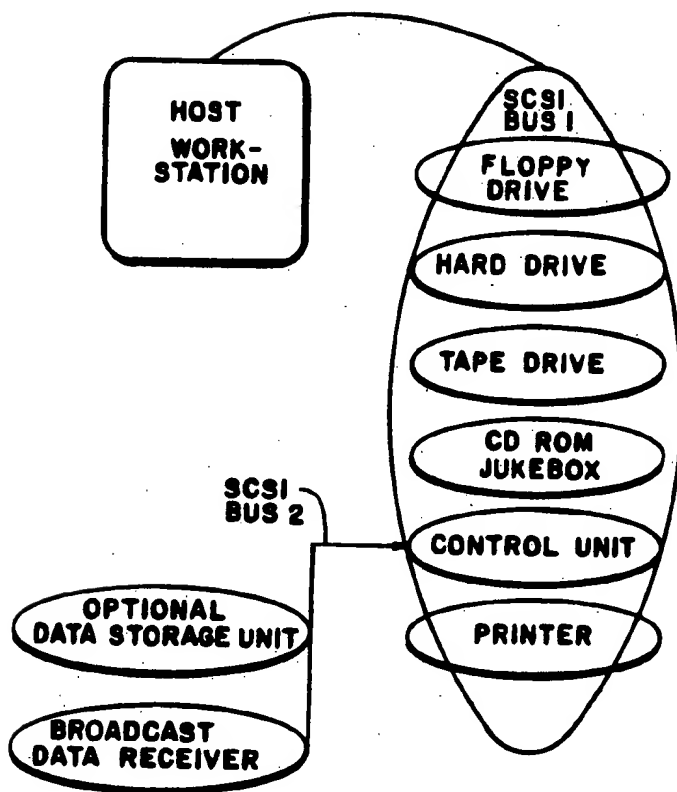 HOST
WORK-
STATION
SCSI
BUS 1
FLOPPY
DRIVE
HARD DRIVE
TAPE DRIVE
CD ROM
JUKEBOX
SCSI
BUS 2
CONTROL UNIT
OPTIONAL
DATA STORAGE UNIT
PRINTER
BROADCAST
DATA RECEIVER